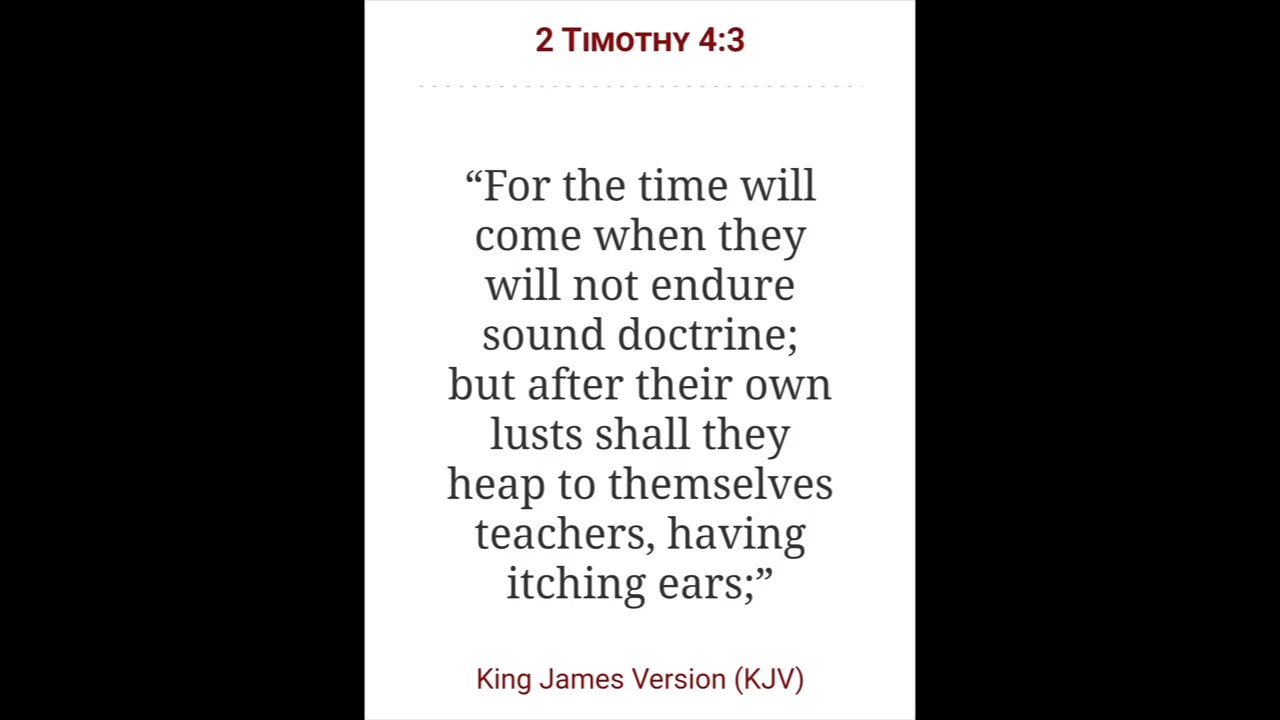 2 Timothy 4:3
“For the time will
come when they
will not endure
sound doctrine;
but after their own
lusts shall they
heap to themselves
teachers, having
itching ears;”
King James Version (KJV)